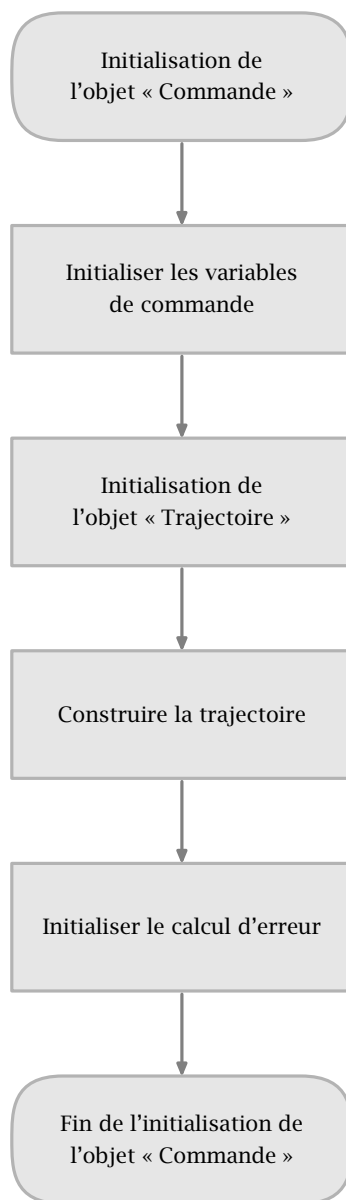 Initialisation de
l’objet « Commande »
Initialiser les variables
de commande
Initialisation de
l’objet « Trajectoire »
Construire la trajectoire
Initialiser le calcul d’erreur
Fin de l’initialisation de
l’objet « Commande »